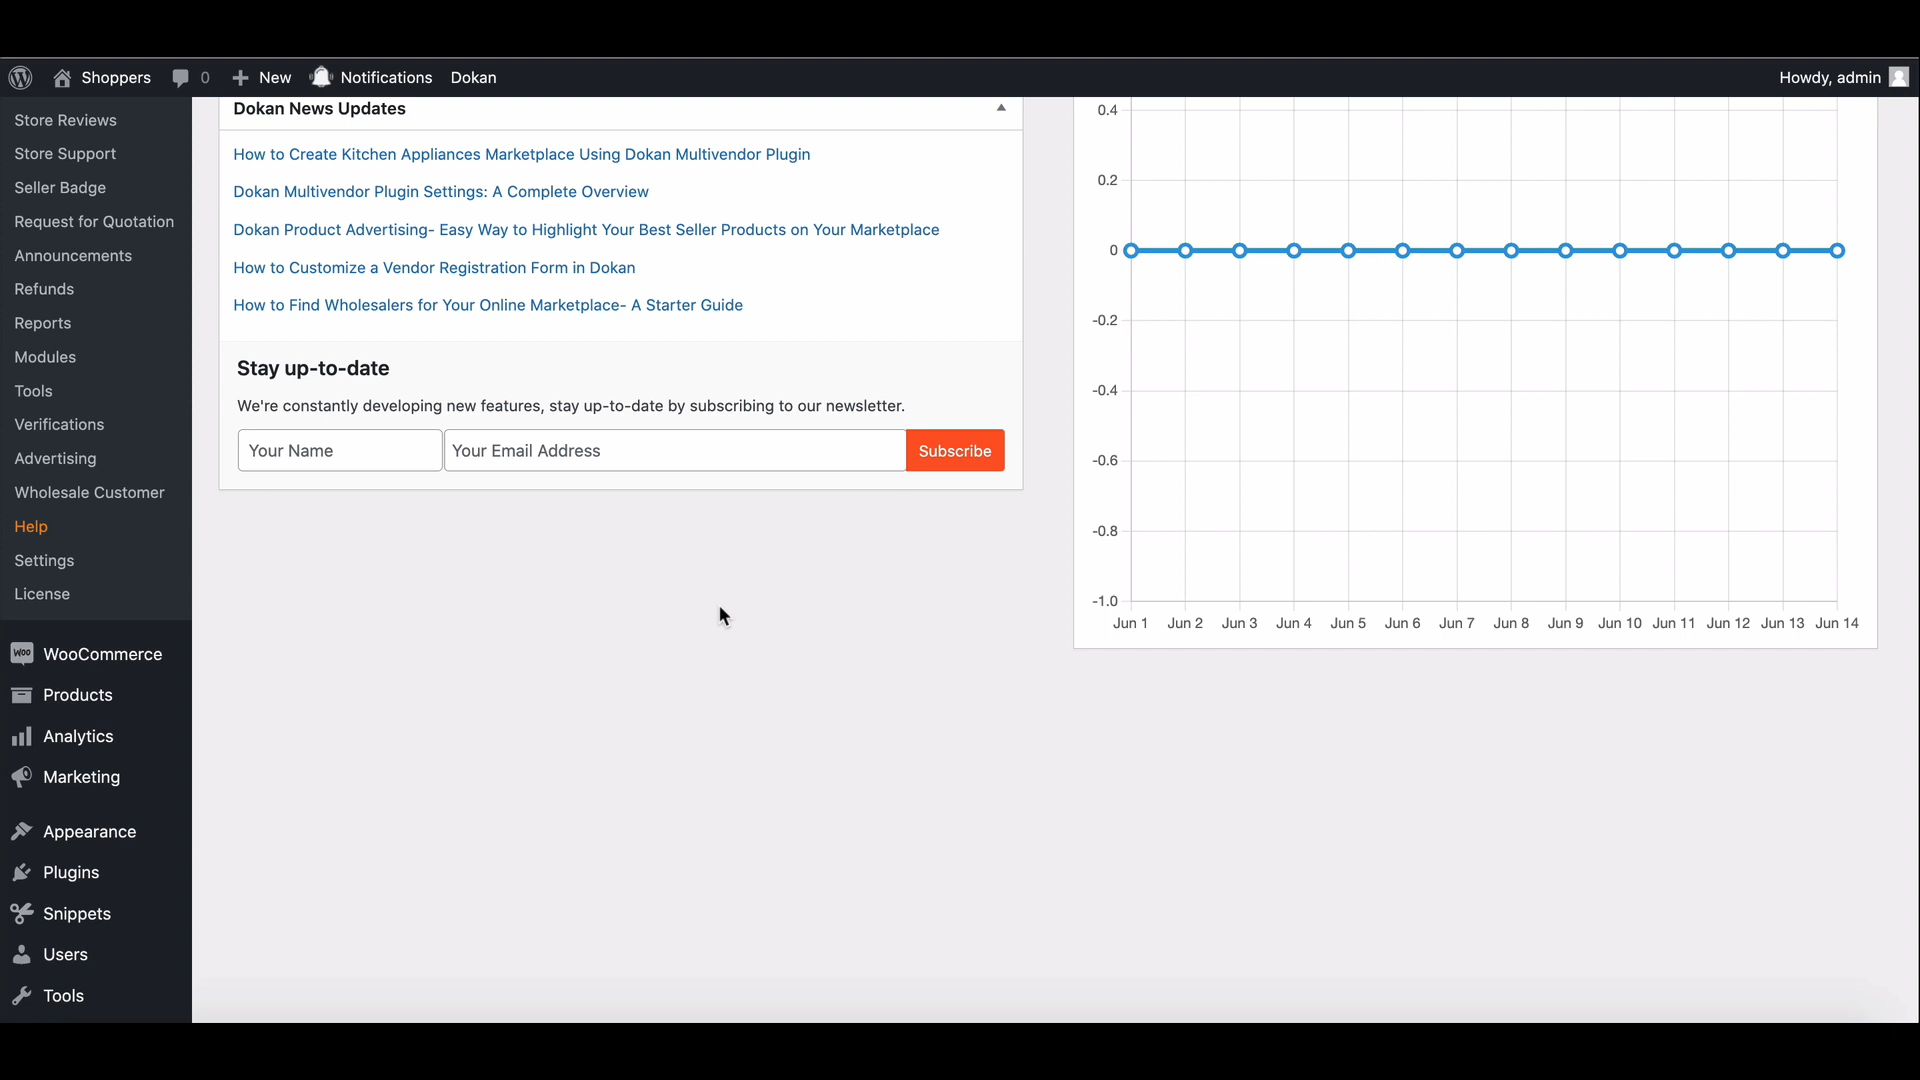 Shoppers 0 New Notifications Dokan Howdy, admin
Store Reviews
Store Support
Seller Badge
Request for Quotation
Announcements
Refunds
Reports
Modules
Tools
Verifications
Advertising
Wholesale Customer
Help
Settings
License
Woo WooCommerce
Products
Analytics
Marketing
Appearance
Plugins
Snippets
Users
Tools
Dokan News Updates
How to Create Kitchen Appliances Marketplace Using Dokan Multivendor Plugin
Dokan Multivendor Plugin Settings: A Complete Overview
Dokan Product Advertising- Easy Way to Highlight Your Best Seller Products on Your Marketplace
How to Customize a Vendor Registration Form in Dokan
How to Find Wholesalers for Your Online Marketplace- A Starter Guide
Stay up-to-date
We're constantly developing new features, stay up-to-date by subscribing to our newsletter.
Your Name Your Email Address Subscribe
0.4
0.2
0
-0.2
-0.4
-0.6
-0.8
-1.0
Jun 1 Jun 2 Jun 3 Jun 4 Jun 5 Jun 6 Jun 7 Jun 8 Jun 9 Jun 10 Jun 11 Jun 12 Jun 13 Jun 14